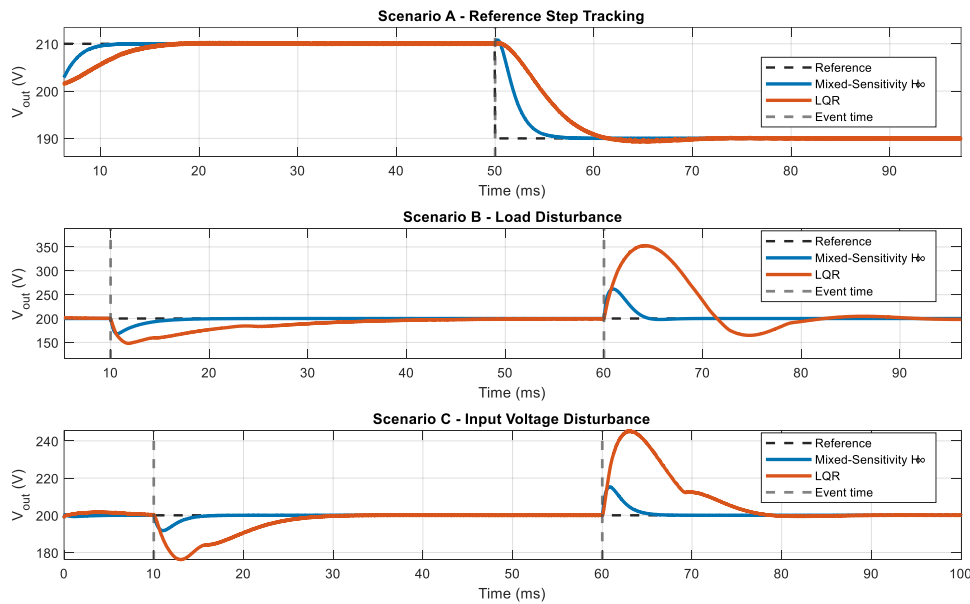 Scenario A - Reference Step Tracking
210
200
190
V_out (V)
10 20 30 40 50 60 70 80 90
Time (ms)
Reference
Mixed-Sensitivity H∞
LQR
Event time
Scenario B - Load Disturbance
350
300
250
200
150
V_out (V)
10 20 30 40 50 60 70 80 90
Time (ms)
Reference
Mixed-Sensitivity H∞
LQR
Event time
Scenario C - Input Voltage Disturbance
240
220
200
180
V_out (V)
0 10 20 30 40 50 60 70 80 90 100
Time (ms)
Reference
Mixed-Sensitivity H∞
LQR
Event time